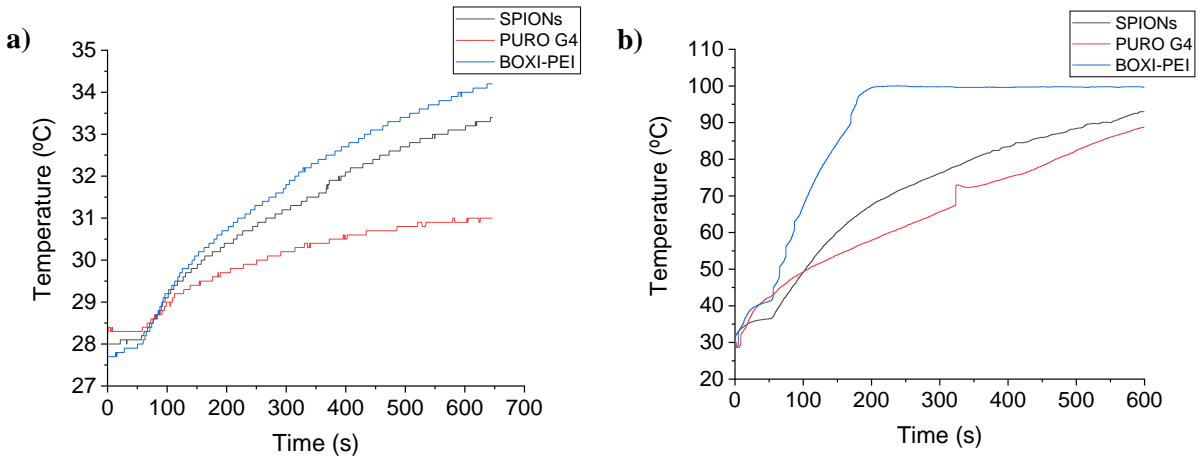 a)
SPIONs
PURO G4
BOXI-PEI
35
34
33
32
31
30
29
28
27
Temperature (ºC)
0 100 200 300 400 500 600 700
Time (s)
b)
SPIONs
PURO G4
BOXI-PEI
110
100
90
80
70
60
50
40
30
20
Temperature (ºC)
0 100 200 300 400 500 600
Time (s)